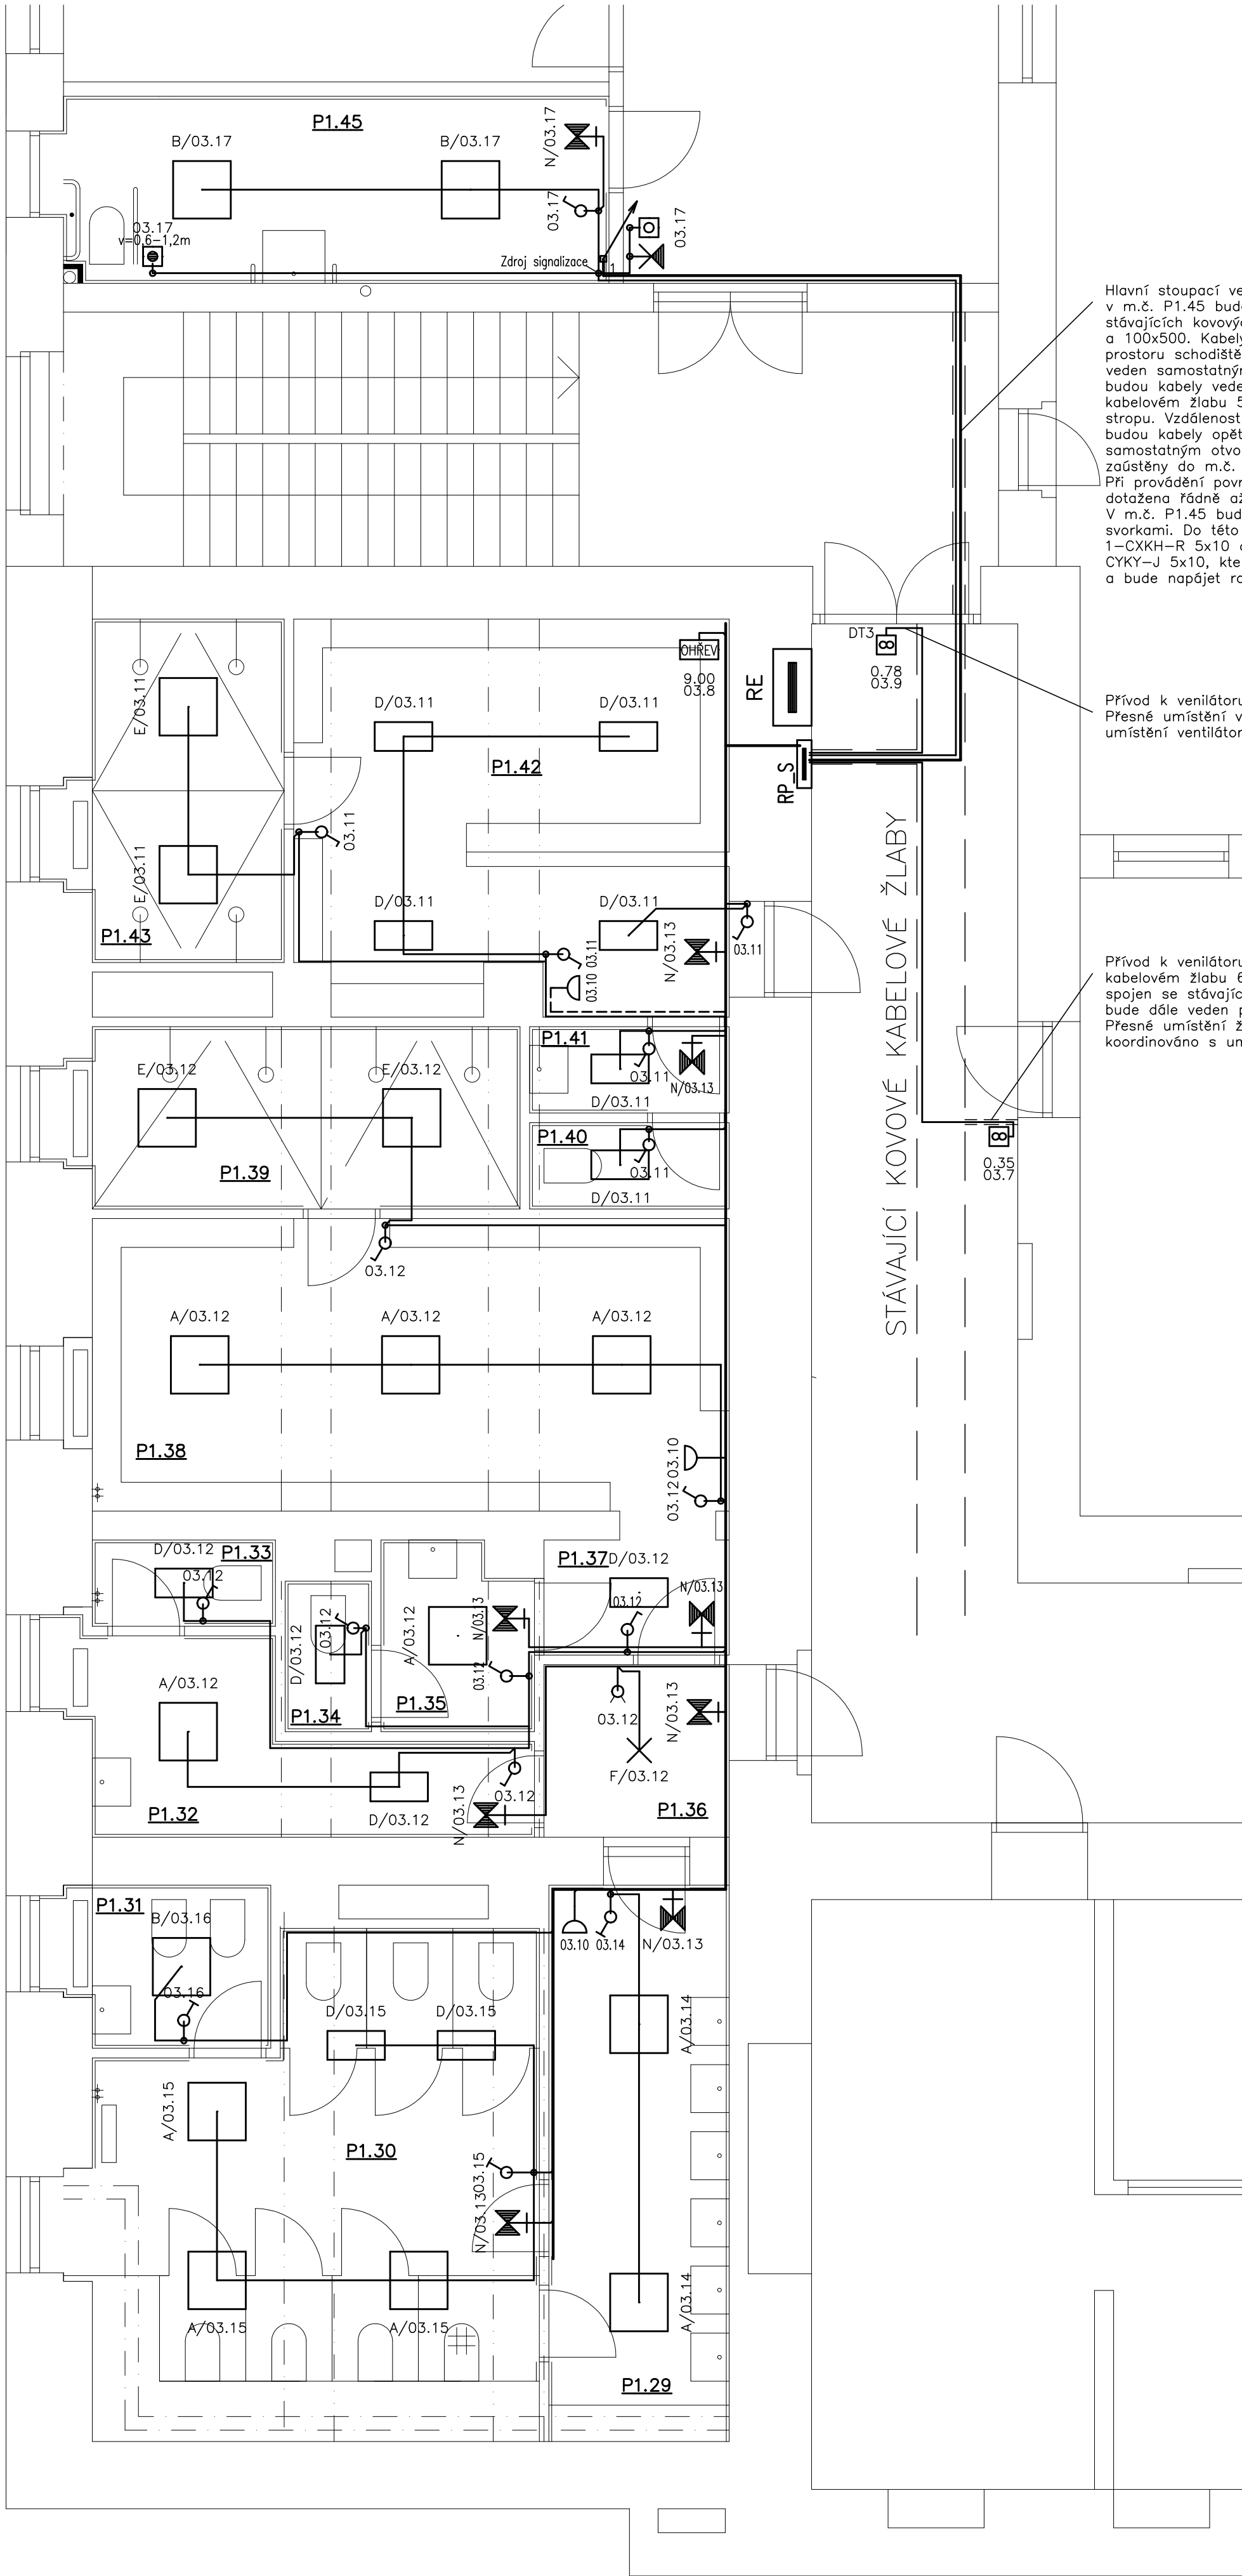 P1.45
B/03.17
B/03.17
N/03.17
03.17
03.17
03.17
v=0,6-1,2m
Zdroj signalizace
1
Hlavní stoupací ve
v m.č. P1.45 bud
stávajících kovovýc
a 100x500. Kabely
prostoru schodiště
veden samostatným
budou kabely vede
kabelovém žlabu 5
stropu. Vzdálenost
budou kabely opět
samostatným otvo
zaústěny do m.č.
Při provádění povr
dotažena řádně až
V m.č. P1.45 bud
svorkami. Do této
1-CXKH-R 5x10
CYKY-J 5x10, kte
a bude napájet ro
DT3
0.78
03.9
OHŘEV
9.00
03.8
RE
RP_S
Přívod k venilátoru
Přesné umístění v
umístění ventilátor
E/03.11
E/03.11
P1.43
D/03.11
D/03.11
P1.42
03.11
D/03.11
D/03.11
N/03.13
03.11
03.11
03.10
STÁVAJÍCÍ KOVOVÉ KABELOVÉ ŽLABY
Přívod k venilátoru
kabelovém žlabu 6
spojen se stávajíc
bude dále veden p
Přesné umístění ž
koordinováno s um
0.35
03.7
P1.41
03.11
D/03.11
N/03.13
P1.40
03.11
D/03.11
E/03.12
E/03.12
P1.39
03.12
A/03.12
A/03.12
A/03.12
P1.38
03.10
03.12
D/03.12
P1.33
03.12
P1.37
D/03.12
03.12
N/03.13
D/03.12
03.12
P1.34
A/03.12
N/03.13
03.12
P1.35
A/03.12
P1.32
D/03.12
03.12
N/03.13
03.12
N/03.13
F/03.12
P1.36
P1.31
B/03.16
03.16
03.10
03.14
N/03.13
D/03.15
D/03.15
A/03.14
A/03.15
P1.30
03.15
N/03.13
A/03.15
A/03.15
A/03.14
P1.29